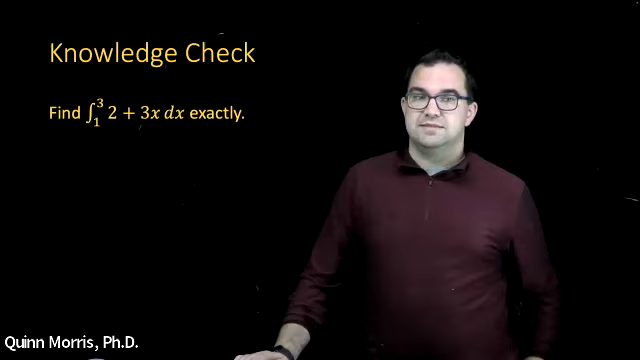 Knowledge Check
Find ∫₁³ 2 + 3x dx exactly.
Quinn Morris, Ph.D.